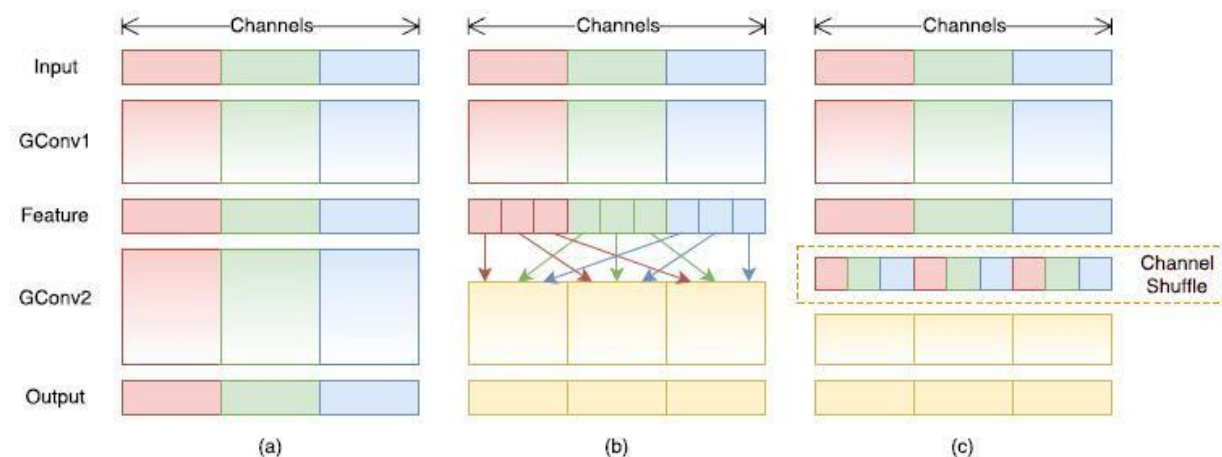 Channels
Channels
Channels
Input
GConv1
Feature
GConv2
Channel
Shuffle
Output
(a)
(b)
(c)